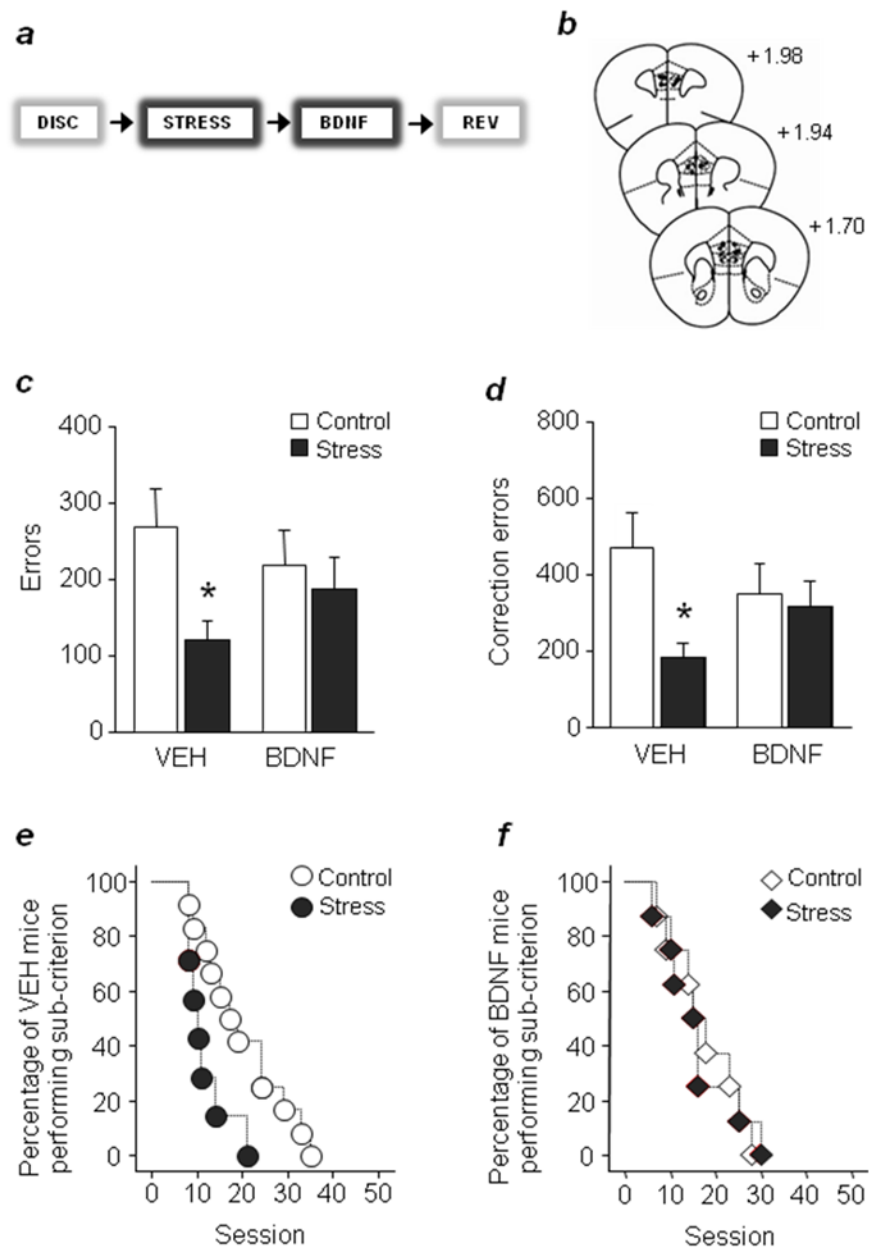 a
DISC → STRESS → BDNF → REV
b
+1.98
+1.94
+1.70
c
400
300
200
100
0
Errors
Control
Stress
*
VEH BDNF
d
800
600
400
200
0
Correction errors
Control
Stress
*
VEH BDNF
e
100
80
60
40
20
0
Percentage of VEH mice
performing sub-criterion
Control
Stress
0 10 20 30 40 50
Session
f
100
80
60
40
20
0
Percentage of BDNF mice
performing sub-criterion
Control
Stress
0 10 20 30 40 50
Session